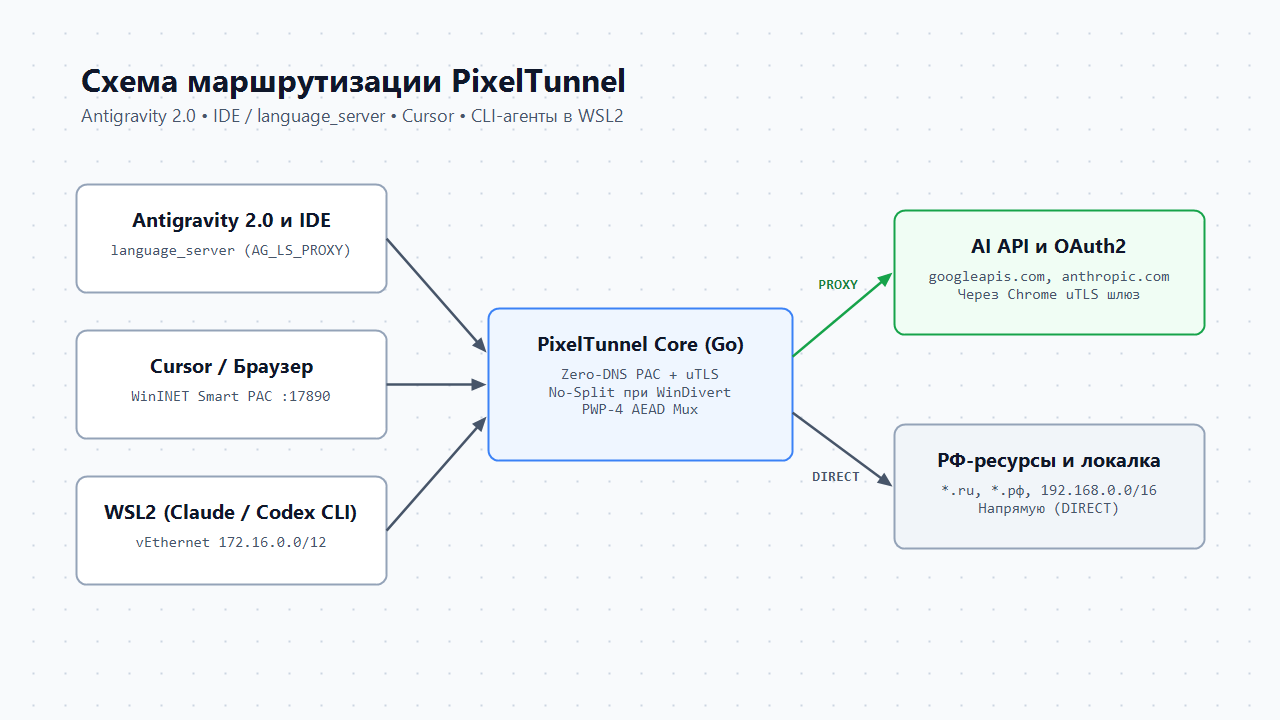 Схема маршрутизации PixelTunnel
Antigravity 2.0 • IDE / language_server • Cursor • CLI-агенты в WSL2
Antigravity 2.0 и IDE
language_server (AG_LS_PROXY)
Cursor / Браузер
WinINET Smart PAC :17890
WSL2 (Claude / Codex CLI)
vEthernet 172.16.0.0/12
PixelTunnel Core (Go)
Zero-DNS PAC + uTLS
No-Split при WinDivert
PWP-4 AEAD Mux
PROXY
DIRECT
AI API и OAuth2
googleapis.com, anthropic.com
Через Chrome uTLS шлюз
РФ-ресурсы и локалка
*.ru, *.рф, 192.168.0.0/16
Напрямую (DIRECT)